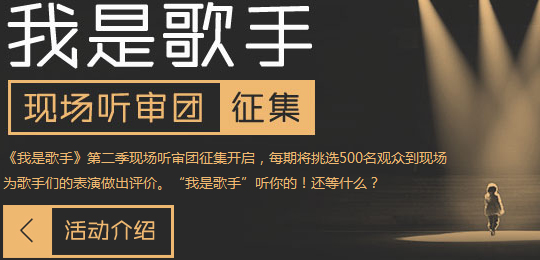 我是歌手
现场听审团 征集
《我是歌手》第二季现场听审团征集开启，每期将挑选500名观众到现场
为歌手们的表演做出评价。“我是歌手”听你的！还等什么？
活动介绍